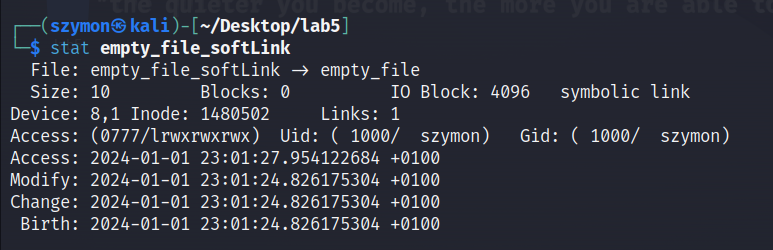 "the quieter you become, the more you are able to
┌──(szymon㉿kali)-[~/Desktop/lab5]
└─$ stat empty_file_softLink
  File: empty_file_softLink -> empty_file
  Size: 10              Blocks: 0          IO Block: 4096   symbolic link
Device: 8,1     Inode: 1480502     Links: 1
Access: (0777/lrwxrwxrwx)  Uid: ( 1000/  szymon)   Gid: ( 1000/  szymon)
Access: 2024-01-01 23:01:27.954122684 +0100
Modify: 2024-01-01 23:01:24.826175304 +0100
Change: 2024-01-01 23:01:24.826175304 +0100
 Birth: 2024-01-01 23:01:24.826175304 +0100